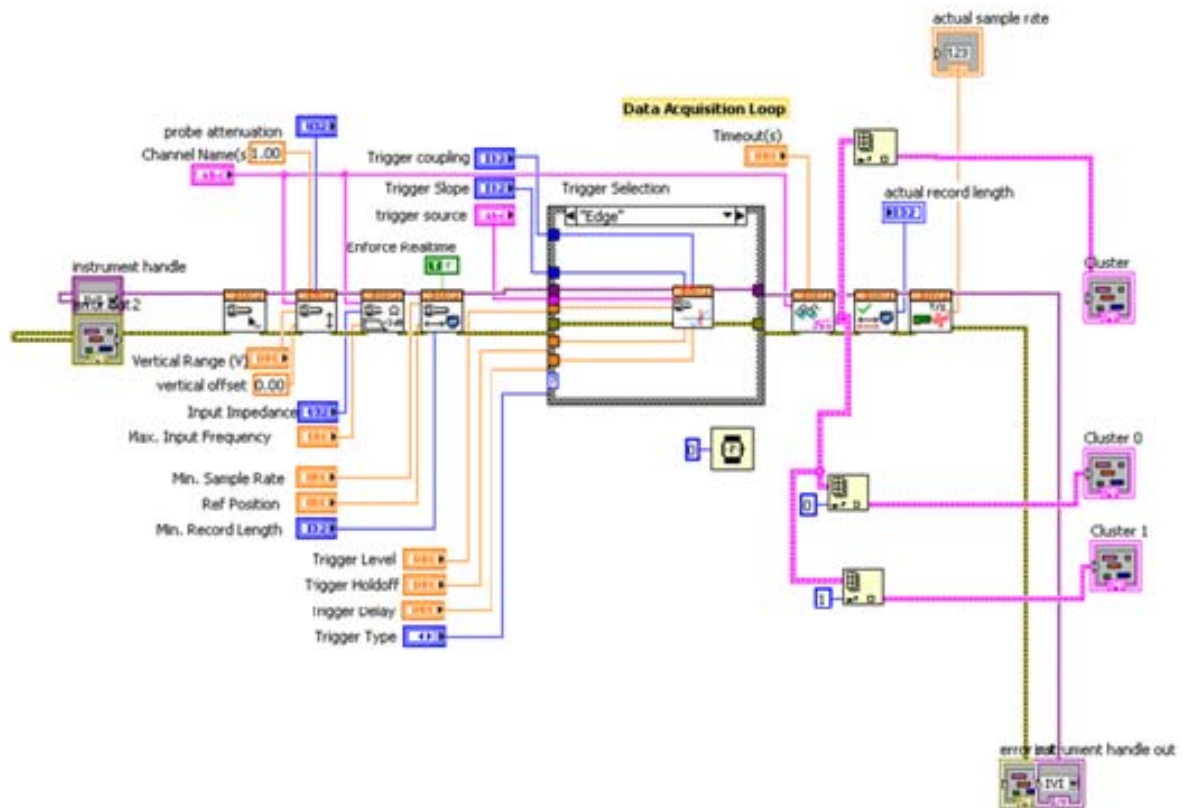 actual sample rate
123
Data Acquisition Loop
probe attenuation
Channel Name(s
1.00
Timeout(s)
Trigger coupling
Trigger Slope
Trigger Selection
trigger source
"Edge"
actual record length
Enforce Realtime
instrument handle
Cluster
Vertical Range (V)
vertical offset
0.00
Input Impedance
Max. Input Frequency
0
Cluster 0
Min. Sample Rate
Ref Position
0
Min. Record Length
Cluster 1
Trigger Level
Trigger Holdoff
1
Trigger Delay
Trigger Type
instrument handle out
IVI